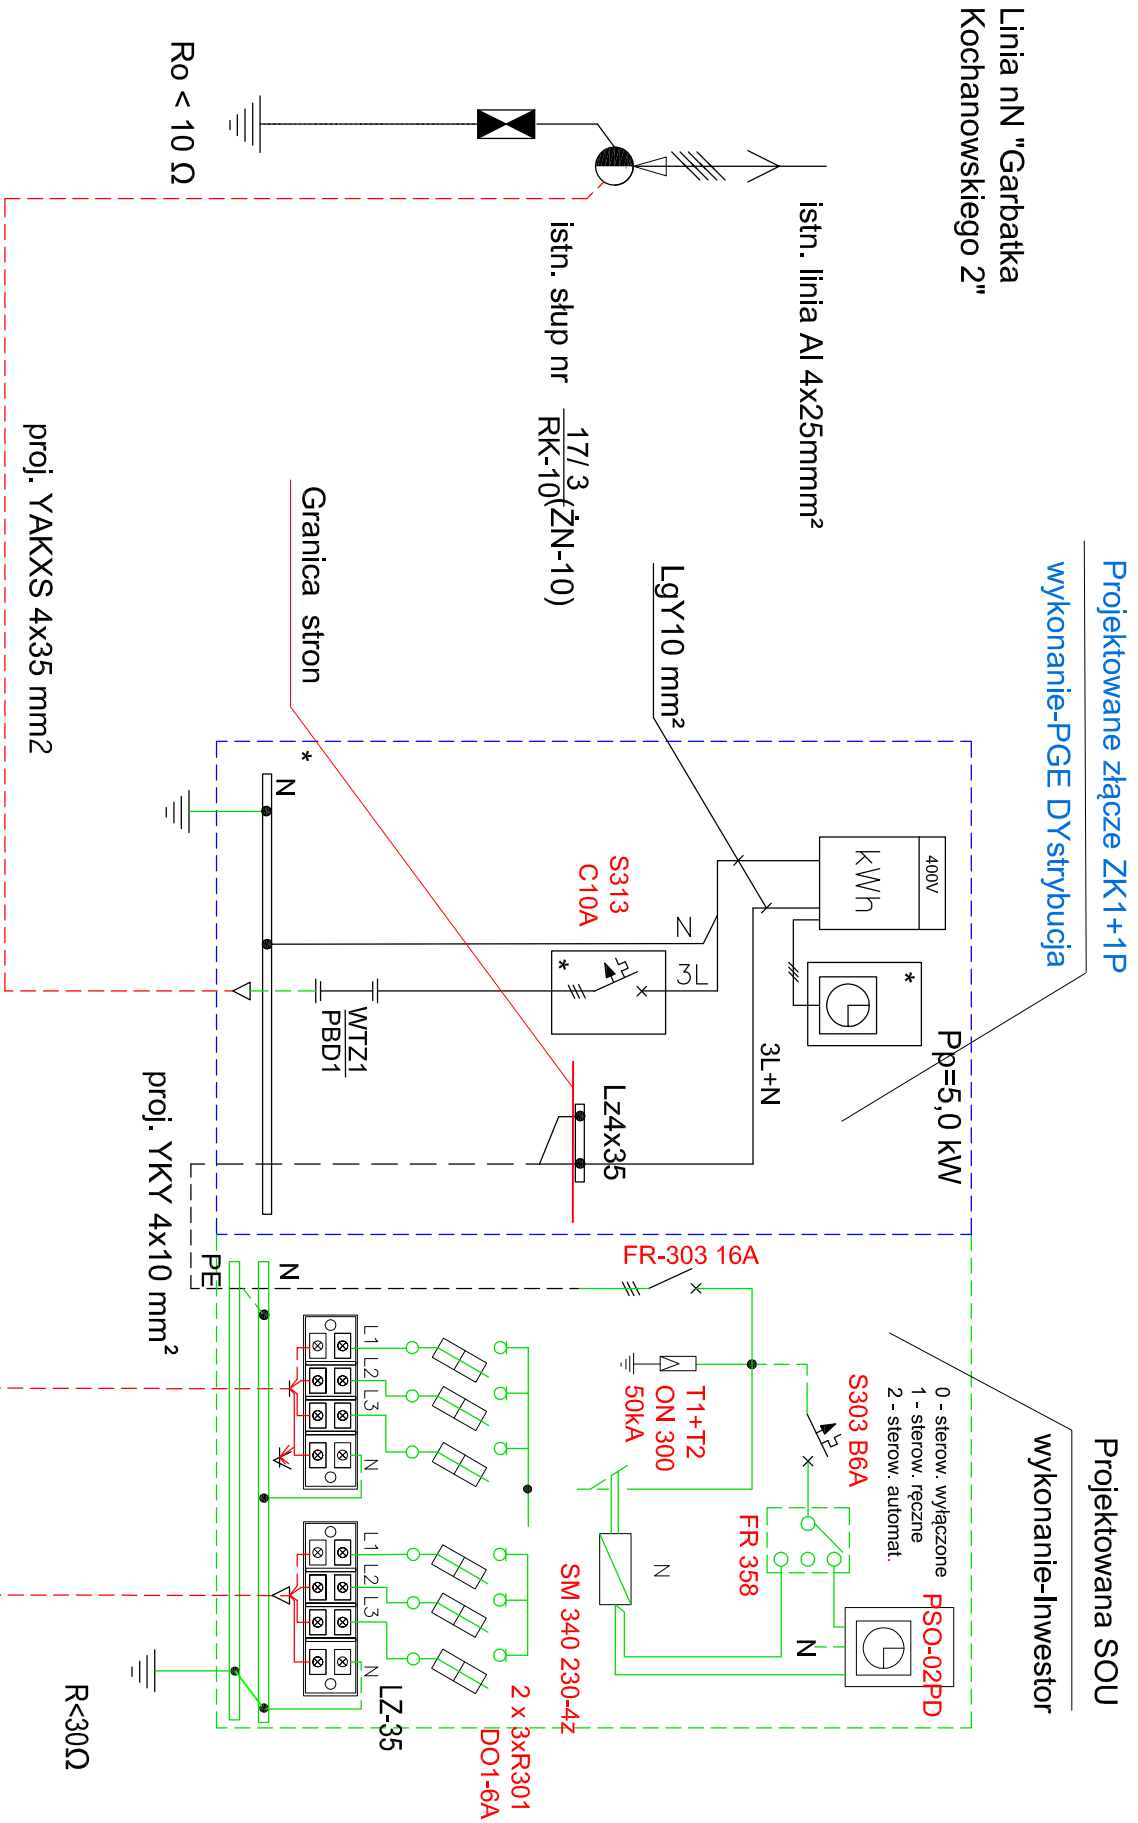 Linia nN "Garbatka
Kochanowskiego 2"
istn. linia Al 4x25mmm²
istn. słup nr
17/ 3
RK-10(ŻN-10)
Ro < 10 Ω
proj. YAKXS 4x35 mm2
Projektowane złącze ZK1+1P
wykonanie-PGE DYstrybucja
LgY10 mm²
Granica stron
*
N
400V
kWh
*
Pp=5,0 kW
S313
C10A
*
N
3L
3L+N
WTZ1
PBD1
Lz4x35
proj. YKY 4x10 mm²
Projektowana SOU
wykonanie-Inwestor
0 - sterow. wyłączone
1 - sterow. ręczne
2 - sterow. automat.
S303 B6A
FR-303 16A
T1+T2
ON 300
50kA
FR 358
PSO-02PD
N
N
SM 340 230-4z
2 x 3xR301
DO1-6A
PE
N
L1
L2
L3
N
L1
L2
L3
N
LZ-35
R<30Ω